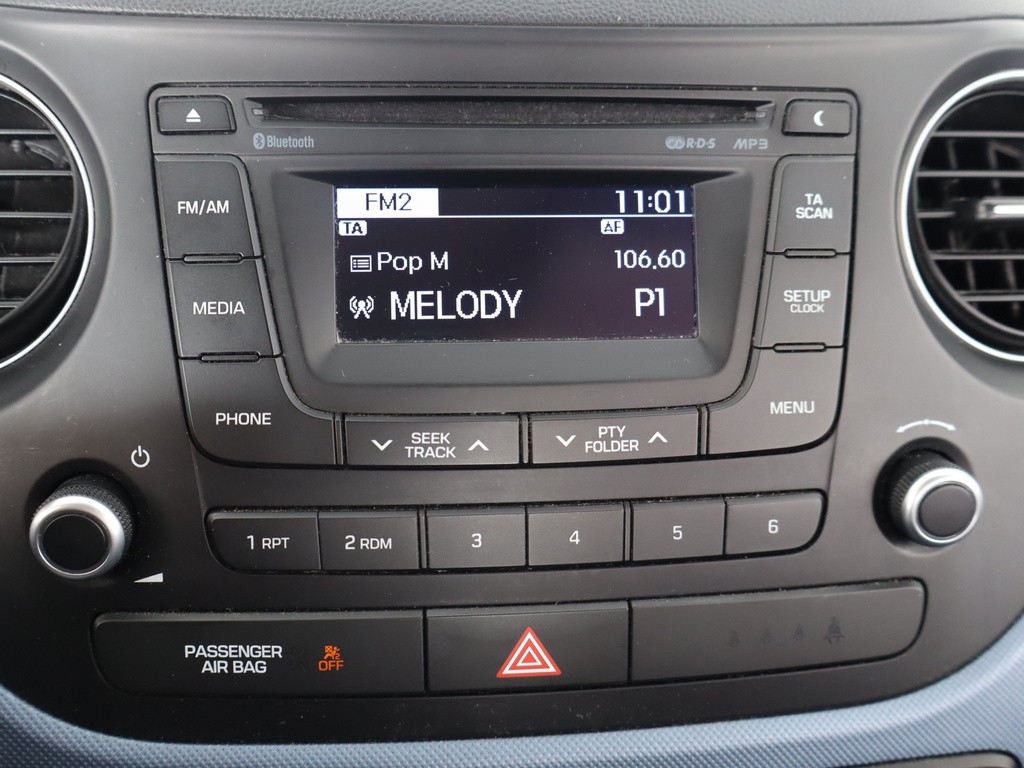 Bluetooth
R·D·S MP3
FM/AM
TA
SCAN
FM2 11:01
TA AF
Pop M 106.60
MELODY P1
MEDIA
SETUP
CLOCK
PHONE
SEEK
TRACK
PTY
FOLDER
MENU
1 RPT
2 RDM
3
4
5
6
PASSENGER
AIR BAG
2
OFF